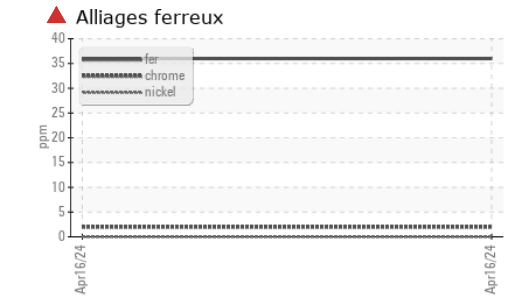 Alliages ferreux
40
35
30
25
20
15
10
5
0
ppm
fer
chrome
nickel
Apr16/24
Apr16/24